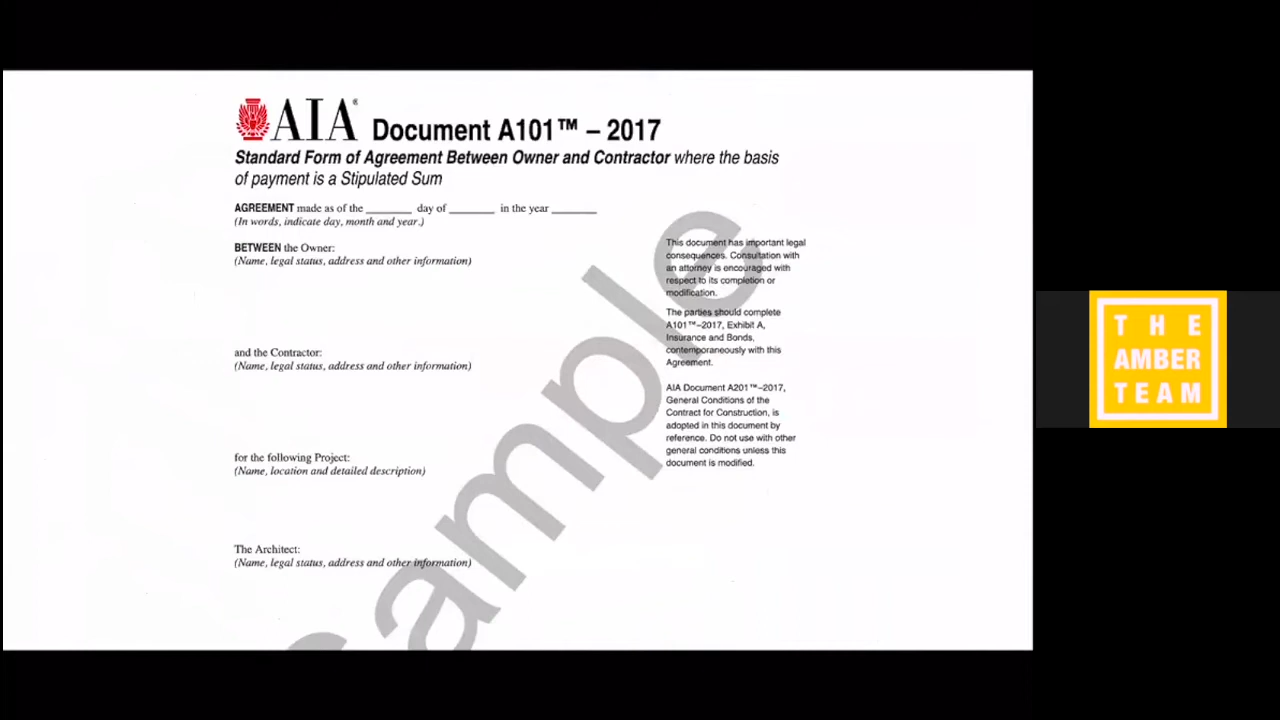 AIA® Document A101™ – 2017
Standard Form of Agreement Between Owner and Contractor where the basis
of payment is a Stipulated Sum
AGREEMENT made as of the ________ day of ________ in the year ________
(In words, indicate day, month and year.)
BETWEEN the Owner:
(Name, legal status, address and other information)
and the Contractor:
(Name, legal status, address and other information)
for the following Project:
(Name, location and detailed description)
The Architect:
(Name, legal status, address and other information)
This document has important legal
consequences. Consultation with
an attorney is encouraged with
respect to its completion or
modification.
The parties should complete
A101™–2017, Exhibit A,
Insurance and Bonds,
contemporaneously with this
Agreement.
AIA Document A201™–2017,
General Conditions of the
Contract for Construction, is
adopted in this document by
reference. Do not use with other
general conditions unless this
document is modified.
Sample
THE
AMBER
TEAM